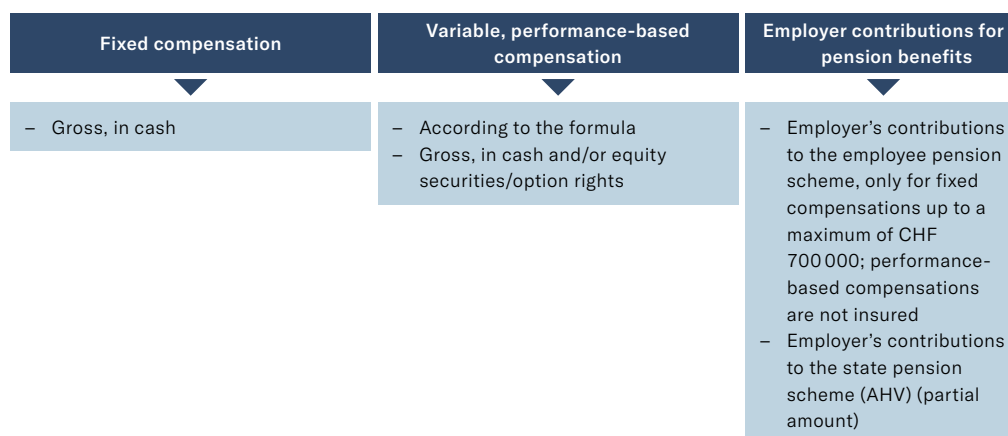 Fixed compensation
– Gross, in cash
Variable, performance-based
compensation
– According to the formula
– Gross, in cash and/or equity
securities/option rights
Employer contributions for
pension benefits
– Employer’s contributions
to the employee pension
scheme, only for fixed
compensations up to a
maximum of CHF
700 000; performance-
based compensations
are not insured
– Employer’s contributions
to the state pension
scheme (AHV) (partial
amount)